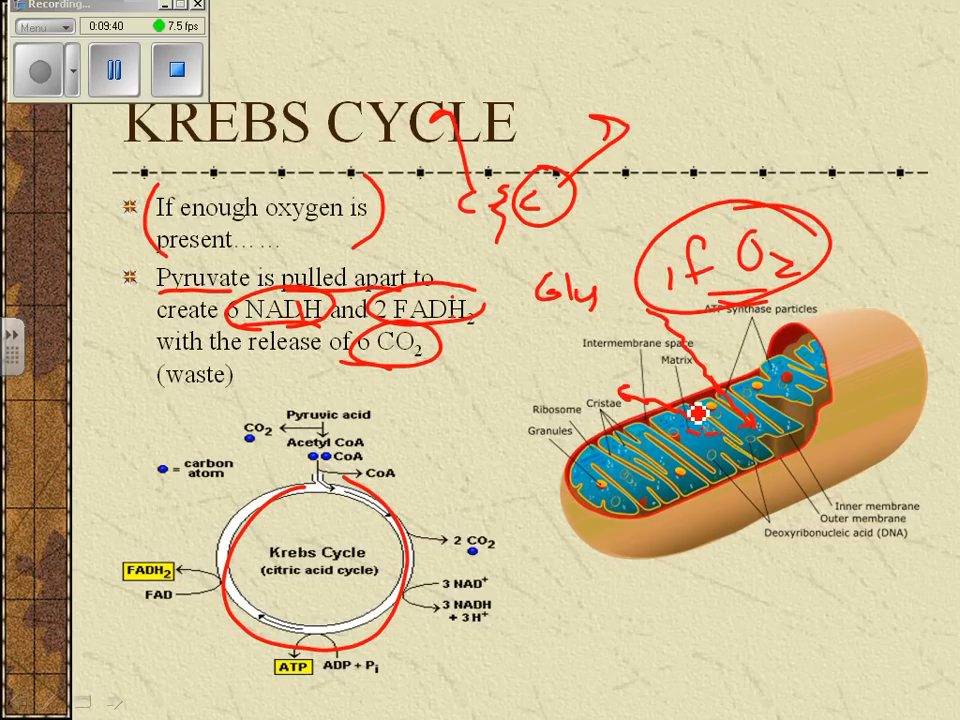 Recording...
Menu
0:09:40
7.5 fps
KREBS CYCLE
If enough oxygen is
present……
Pyruvate is pulled apart to
create 6 NADH and 2 FADH₂
with the release of 6 CO₂
(waste)
Gly
if O₂
ATP synthase particles
Intermembrane space
Matrix
Cristae
Ribosome
Granules
Inner membrane
Outer membrane
Deoxyribonucleic acid (DNA)
Pyruvic acid
CO₂
Acetyl CoA
CoA
= carbon
atom
CoA
2 CO₂
Krebs Cycle
(citric acid cycle)
FADH₂
FAD
3 NAD⁺
3 NADH
+ 3 H⁺
ATP
ADP + Pᵢ